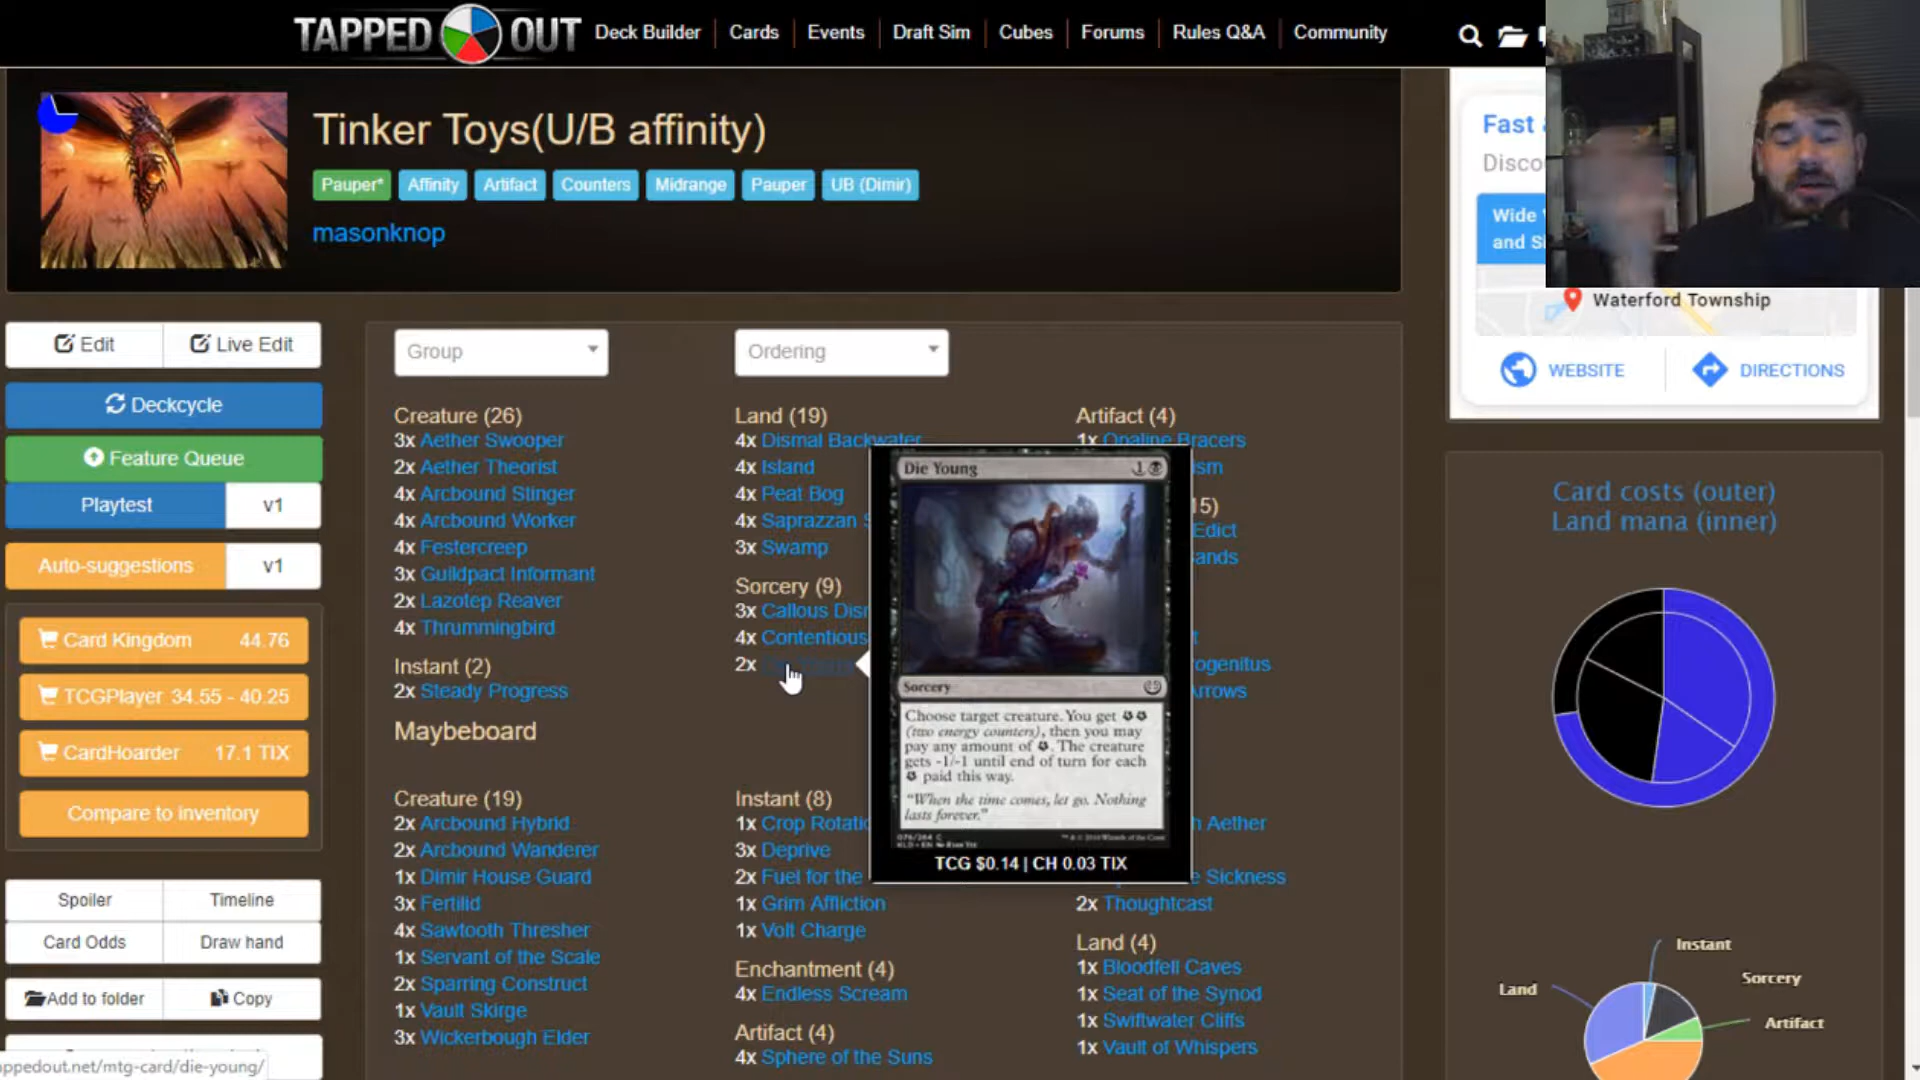 TAPPED OUT
Deck Builder
Cards
Events
Draft Sim
Cubes
Forums
Rules Q&A
Community
Tinker Toys(U/B affinity)
Pauper*
Affinity
Artifact
Counters
Midrange
Pauper
UB (Dimir)
masonknop
Fast
Disco
Wide
and
Waterford Township
WEBSITE
DIRECTIONS
Edit
Live Edit
Deckcycle
Feature Queue
Playtest
v1
Auto-suggestions
v1
Card Kingdom 44.76
TCGPlayer 34.55 - 40.25
CardHoarder 17.1 TIX
Compare to inventory
Spoiler
Timeline
Card Odds
Draw hand
Add to folder
Copy
Group
Ordering
Creature (26)
3x Aether Swooper
2x Aether Theorist
4x Arcbound Stinger
4x Arcbound Worker
4x Festercreep
3x Guildpact Informant
2x Lazotep Reaver
4x Thrummingbird
Instant (2)
2x Steady Progress
Land (19)
4x Dismal Backwater
4x Island
4x Peat Bog
4x Saprazzan
3x Swamp
Sorcery (9)
3x Callous
4x Contentious
2x
Artifact (4)
1x Opaline Bracers
ism
15)
Edict
ands
t
rogenitus
Arrows
Die Young 1
Sorcery
Choose target creature. You get
(two energy counters), then you may
pay any amount of . The creature
gets -1/-1 until end of turn for each
paid this way.
"When the time comes, let go. Nothing
lasts forever."
TCG $0.14 | CH 0.03 TIX
Maybeboard
Creature (19)
2x Arcbound Hybrid
2x Arcbound Wanderer
1x Dimir House Guard
3x Fertilid
4x Sawtooth Thresher
1x Servant of the Scale
2x Sparring Construct
1x Vault Skirge
3x Wickerbough Elder
Instant (8)
1x Crop Rotatio
3x Deprive
2x Fuel for the
1x Grim Affliction
1x Volt Charge
Enchantment (4)
4x Endless Scream
Artifact (4)
4x Sphere of the Suns
h Aether
e Sickness
2x Thoughtcast
Land (4)
1x Bloodfell Caves
1x Seat of the Synod
1x Swiftwater Cliffs
1x Vault of Whispers
Card costs (outer)
Land mana (inner)
Instant
Sorcery
Land
Artifact
appedout.net/mtg-card/die-young/